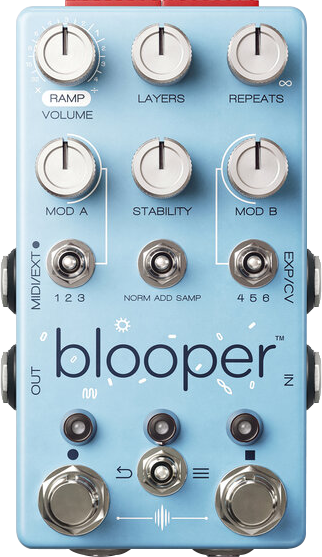 RAMP
VOLUME
LAYERS
REPEATS
∞
MOD A
STABILITY
MOD B
MIDI/EXT
EXP/CV
1 2 3
NORM ADD SAMP
4 5 6
blooper™
OUT
IN